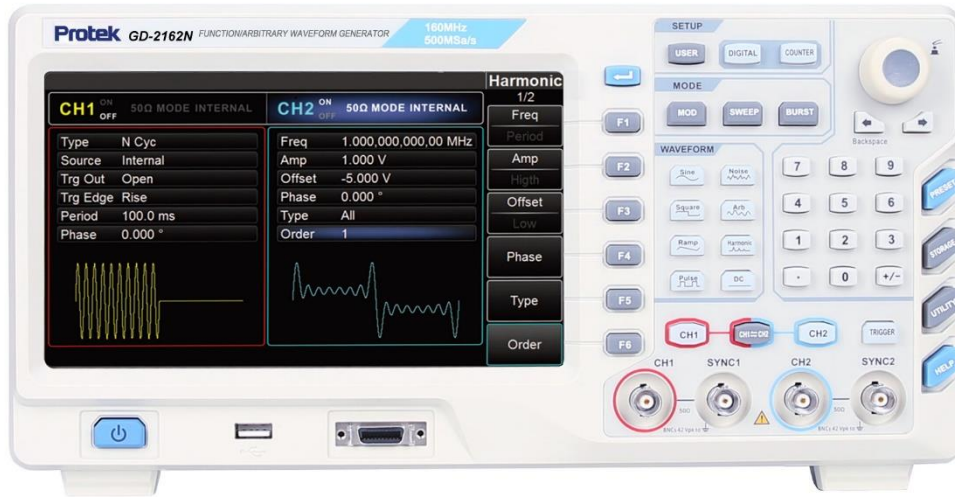 Protek GD-2162N FUNCTION/ARBITRARY WAVEFORM GENERATOR
160MHz
500MSa/s
Harmonic
1/2
CH1 ON OFF 50Ω MODE INTERNAL
CH2 ON OFF 50Ω MODE INTERNAL
Type N Cyc
Source Internal
Trg Out Open
Trg Edge Rise
Period 100.0 ms
Phase 0.000 °
Freq 1.000,000,000,00 MHz
Amp 1.000 V
Offset -5.000 V
Phase 0.000 °
Type All
Order 1
Freq
Period
Amp
Higth
Offset
Low
Phase
Type
Order
F1
F2
F3
F4
F5
F6
SETUP
USER DIGITAL COUNTER
MODE
MOD SWEEP BURST
WAVEFORM
Sine Noise
Square Arb
Ramp Harmonic
Pulse DC
Backspace
7 8 9
4 5 6
1 2 3
. 0 +/-
PRESET
STORAGE
UTILITY
HELP
CH1 CH1⇌CH2 CH2 TRIGGER
CH1 SYNC1 CH2 SYNC2
50Ω 50Ω